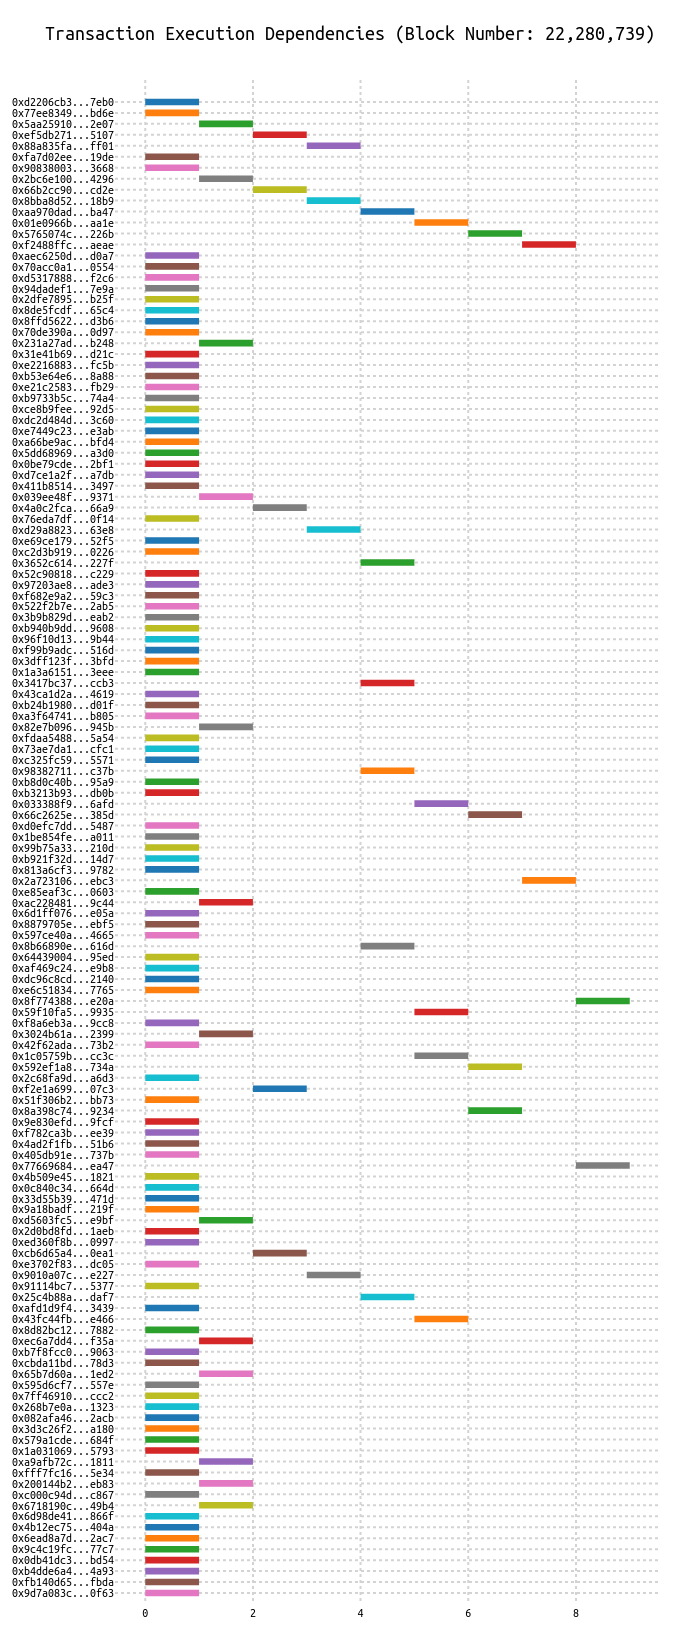 Transaction Execution Dependencies (Block Number: 22,280,739)
0xd2206cb3...7eb0
0x77ee8349...bd6e
0x5aa25910...2e07
0xef5db271...5107
0x88a835fa...ff01
0xfa7d02ee...19de
0x90838003...3668
0x2bc6e100...4296
0x66b2cc90...cd2e
0x8bba8d52...18b9
0xaa970dad...ba47
0x01e0966b...aa1e
0x5765074c...226b
0xf2488ffc...aeae
0xaec6250d...d0a7
0x70acc0a1...0554
0xd5317888...f2c6
0x94dadef1...7e9a
0x2dfe7895...b25f
0x8de5fcdf...65c4
0x8ffd5622...d3b6
0x70de390a...0d97
0x231a27ad...b248
0x31e41b69...d21c
0xe2216883...fc5b
0xb53e64e6...8a88
0xe21c2583...fb29
0xb9733b5c...74a4
0xce8b9fee...92d5
0xdc2d484d...3c60
0xe7449c23...e3ab
0xa66be9ac...bfd4
0x5dd68969...a3d0
0x0be79cde...2bf1
0xd7ce1a2f...a7db
0x411b8514...3497
0x039ee48f...9371
0x4a0c2fca...66a9
0x76eda7df...0f14
0xd29a8823...63e8
0xe69ce179...52f5
0xc2d3b919...0226
0x3652c614...227f
0x52c90818...c229
0x97203ae8...ade3
0xf682e9a2...59c3
0x522f2b7e...2ab5
0x3b9b829d...eab2
0xb940b9dd...9608
0x96f10d13...9b44
0xf99b9adc...516d
0x3dff123f...3bfd
0x1a3a6151...3eee
0x3417bc37...ccb3
0x43ca1d2a...4619
0xb24b1980...d01f
0xa3f64741...b805
0x82e7b096...945b
0xfdaa5488...5a54
0x73ae7da1...cfc1
0xc325fc59...5571
0x98382711...c37b
0xb8d0c40b...95a9
0xb3213b93...db0b
0x033388f9...6afd
0x66c2625e...385d
0xd0efc7dd...5487
0x1be854fe...a011
0x99b75a33...210d
0xb921f32d...14d7
0x813a6cf3...9782
0x2a723106...ebc3
0xe85eaf3c...0603
0xac228481...9c44
0x6d1ff076...e05a
0x8879705e...ebf5
0x597ce40a...4665
0x8b66890e...616d
0x64439004...95ed
0xaf469c24...e9b8
0xdc96c8cd...2140
0xe6c51834...7765
0x8f774388...e20a
0x59f10fa5...9935
0xf8a6eb3a...9cc8
0x3024b61a...2399
0x42f62ada...73b2
0x1c05759b...cc3c
0x592ef1a8...734a
0x2c68fa9d...a6d3
0xf2e1a699...07c3
0x51f306b2...bb73
0x8a398c74...9234
0x9e830efd...9fcf
0xf782ca3b...ee39
0x4ad2f1fb...51b6
0x405db91e...737b
0x77669684...ea47
0x4b509e45...1821
0x0c840c34...664d
0x33d55b39...471d
0x9a18badf...219f
0xd5603fc5...e9bf
0x2d0bd8fd...1aeb
0xed360f8b...0997
0xcb6d65a4...0ea1
0xe3702f83...dc05
0x9010a07c...e227
0x91114bc7...5377
0x25c4b88a...daf7
0xafd1d9f4...3439
0x43fc44fb...e466
0x8d82bc12...7882
0xec6a7dd4...f35a
0xb7f8fcc0...9063
0xcbda11bd...78d3
0x65b7d60a...1ed2
0x595d6cf7...557e
0x7ff46910...ccc2
0x268b7e0a...1323
0x082afa46...2acb
0x3d3c26f2...a180
0x579a1cde...684f
0x1a031069...5793
0xa9afb72c...1811
0xfff7fc16...5e34
0x200144b2...eb83
0xc000c94d...c867
0x6718190c...49b4
0x6d98de41...866f
0x4b12ec75...404a
0x6ead8a7d...2ac7
0x9c4c19fc...77c7
0x0db41dc3...bd54
0xb4dde6a4...4a93
0xfb140d65...fbda
0x9d7a083c...0f63
0 2 4 6 8